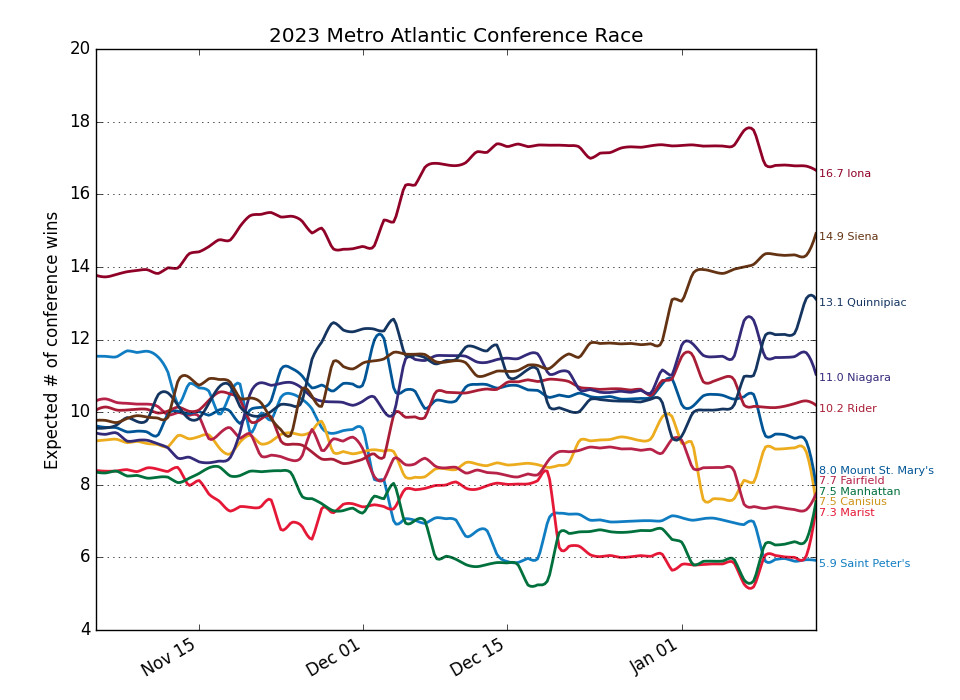 2023 Metro Atlantic Conference Race
Expected # of conference wins
20
18
16
14
12
10
8
6
4
16.7 Iona
14.9 Siena
13.1 Quinnipiac
11.0 Niagara
10.2 Rider
8.0 Mount St. Mary's
7.7 Fairfield
7.5 Manhattan
7.5 Canisius
7.3 Marist
5.9 Saint Peter's
Nov 15
Dec 01
Dec 15
Jan 01